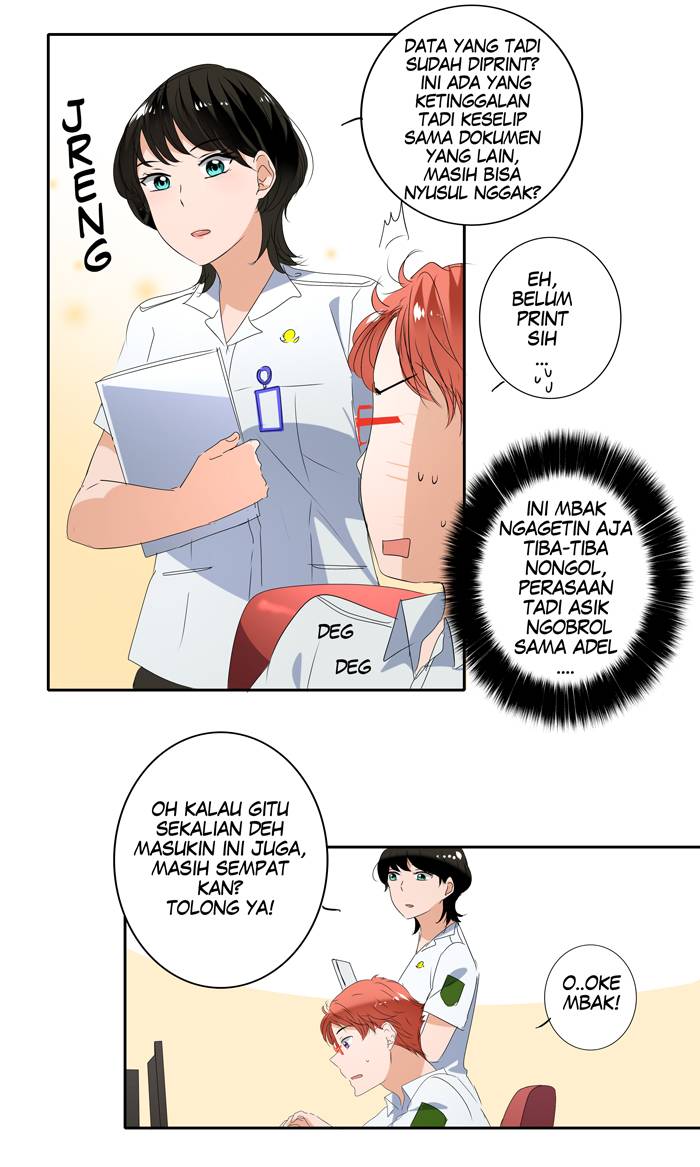 DATA YANG TADI
SUDAH DIPRINT?
INI ADA YANG
KETINGGALAN
TADI KESELIP
SAMA DOKUMEN
YANG LAIN,
MASIH BISA
NYUSUL NGGAK?
JRENG
EH,
BELUM
PRINT
SIH
...
INI MBAK
NGAGETIN AJA
TIBA-TIBA
NONGOL,
PERASAAN
TADI ASIK
NGOBROL
SAMA ADEL
....
DEG
DEG
OH KALAU GITU
SEKALIAN DEH
MASUKIN INI JUGA,
MASIH SEMPAT
KAN?
TOLONG YA!
O..OKE
MBAK!